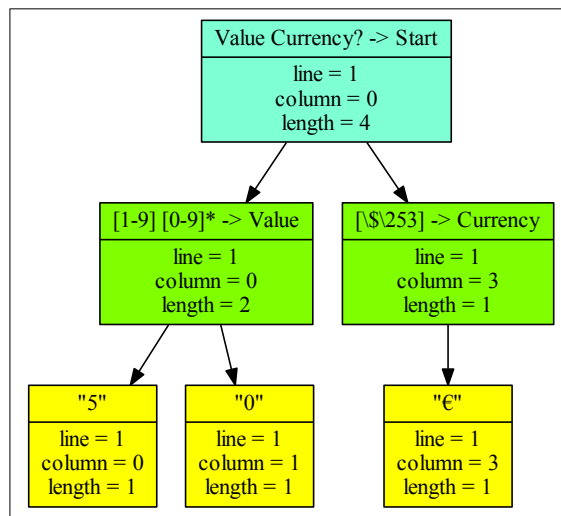 Value Currency? -> Start
line = 1
column = 0
length = 4
[1-9] [0-9]* -> Value
line = 1
column = 0
length = 2
[\$\253] -> Currency
line = 1
column = 3
length = 1
"5"
line = 1
column = 0
length = 1
"0"
line = 1
column = 1
length = 1
"€"
line = 1
column = 3
length = 1